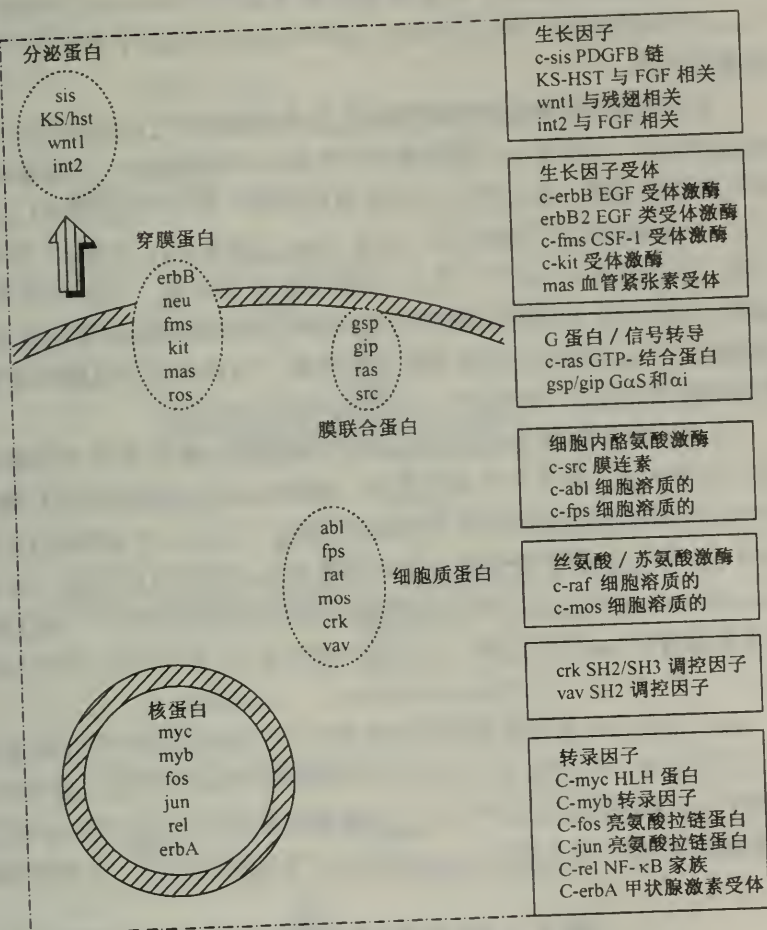 分泌蛋白
sis
KS/hst
wnt1
int2
穿膜蛋白
erbB
neu
fms
kit
mas
ros
gsp
gip
ras
src
膜联合蛋白
abl
fps
rat
mos
crk
vav
细胞质蛋白
核蛋白
myc
myb
fos
jun
rel
erbA
生长因子
c-sis PDGFB 链
KS-HST 与 FGF 相关
wnt1 与残翅相关
int2 与 FGF 相关
生长因子受体
c-erbB EGF 受体激酶
erbB2 EGF 类受体激酶
c-fms CSF-1 受体激酶
c-kit 受体激酶
mas 血管紧张素受体
G 蛋白 / 信号转导
c-ras GTP- 结合蛋白
gsp/gip GαS和αi
细胞内酪氨酸激酶
c-src 膜连素
c-abl 细胞溶质的
c-fps 细胞溶质的
丝氨酸 / 苏氨酸激酶
c-raf 细胞溶质的
c-mos 细胞溶质的
crk SH2/SH3 调控因子
vav SH2 调控因子
转录因子
C-myc HLH 蛋白
C-myb 转录因子
C-fos 亮氨酸拉链蛋白
C-jun 亮氨酸拉链蛋白
C-rel NF-κB 家族
C-erbA 甲状腺激素受体